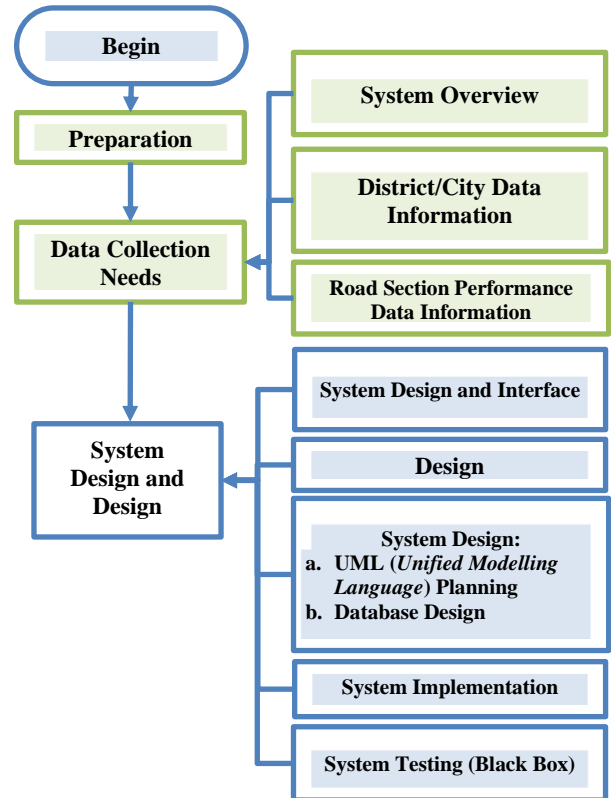 Begin
Preparation
Data Collection
Needs
System
Design and
Design
System Overview
District/City Data
Information
Road Section Performance
Data Information
System Design and Interface
Design
System Design:
a. UML (Unified Modelling
Language) Planning
b. Database Design
System Implementation
System Testing (Black Box)